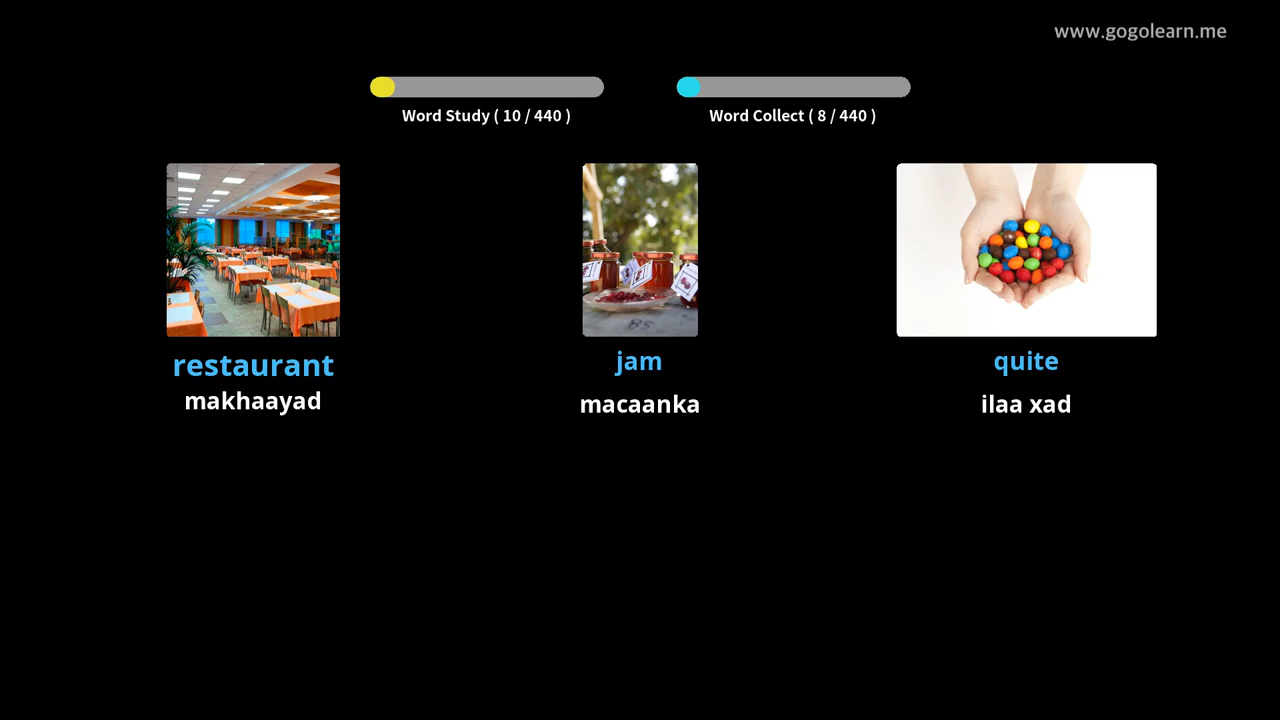 www.gogolearn.me
Word Study ( 10 / 440 )
Word Collect ( 8 / 440 )
restaurant
makhaayad
jam
macaanka
quite
ilaa xad